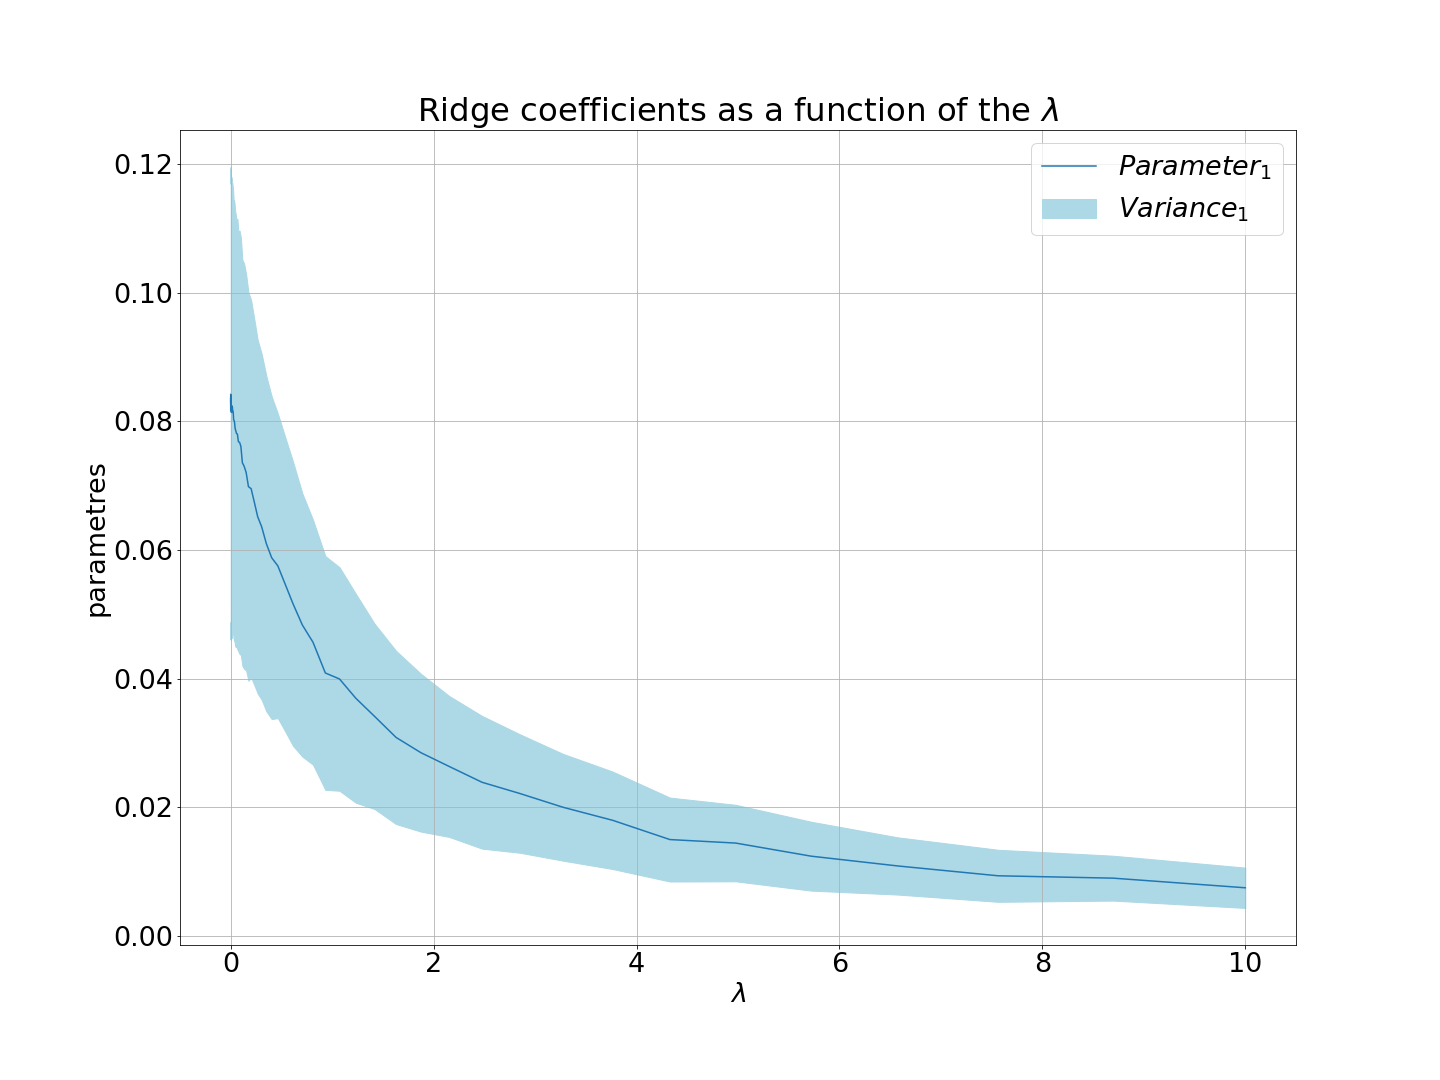 Ridge coefficients as a function of the λ
Parameter₁
Variance₁
0.12
0.10
0.08
0.06
0.04
0.02
0.00
parametres
0 2 4 6 8 10
λ